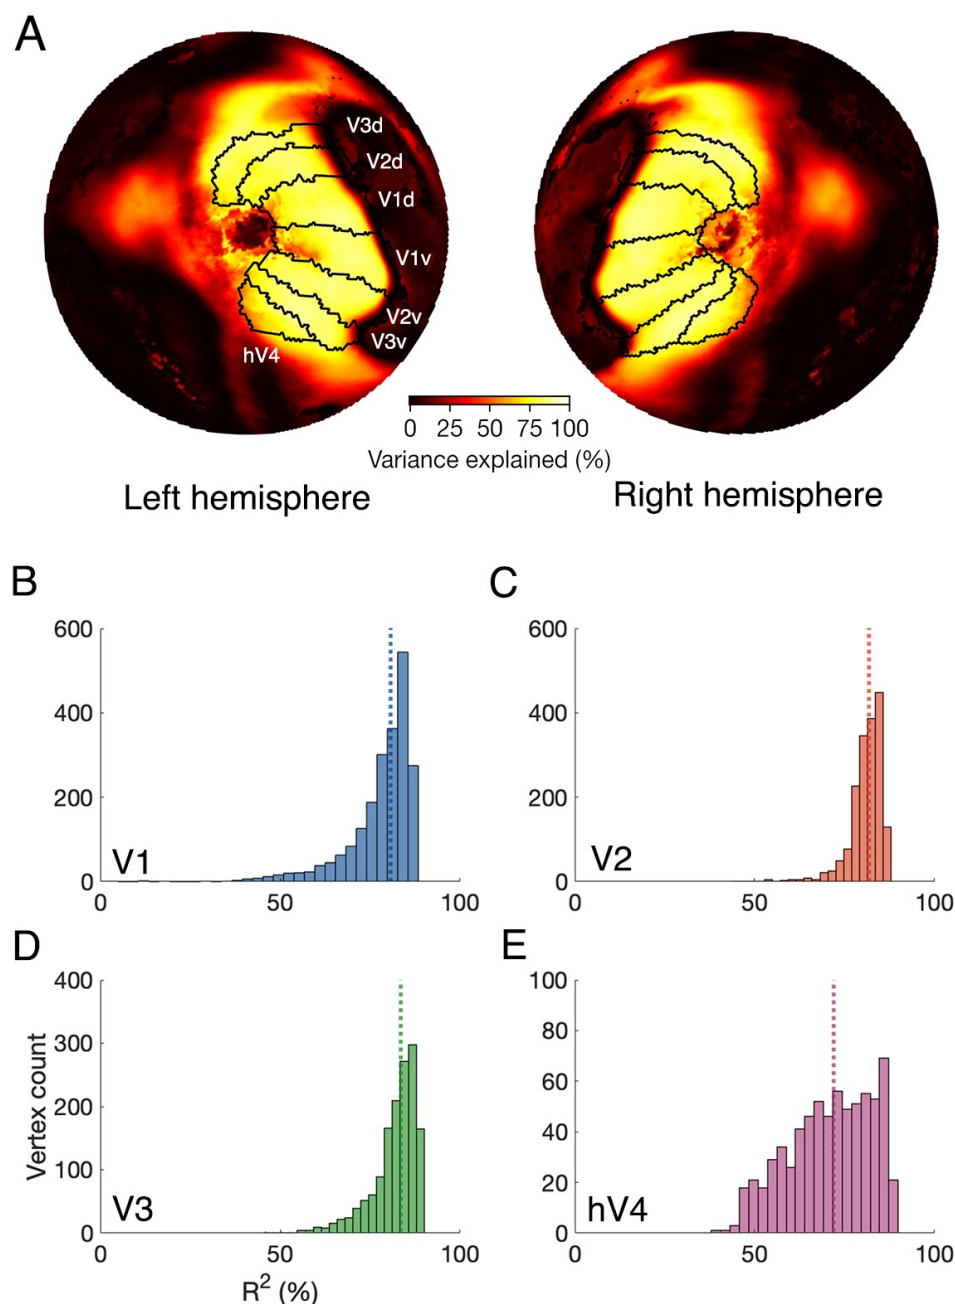 A
V3d
V2d
V1d
V1v
V2v
V3v
hV4
0 25 50 75 100
Variance explained (%)
Left hemisphere
Right hemisphere
B
600
400
200
0
V1
0 50 100
C
600
400
200
0
V2
0 50 100
D
400
300
200
100
0
Vertex count
V3
0 50 100
R² (%)
E
100
80
60
40
20
0
hV4
0 50 100